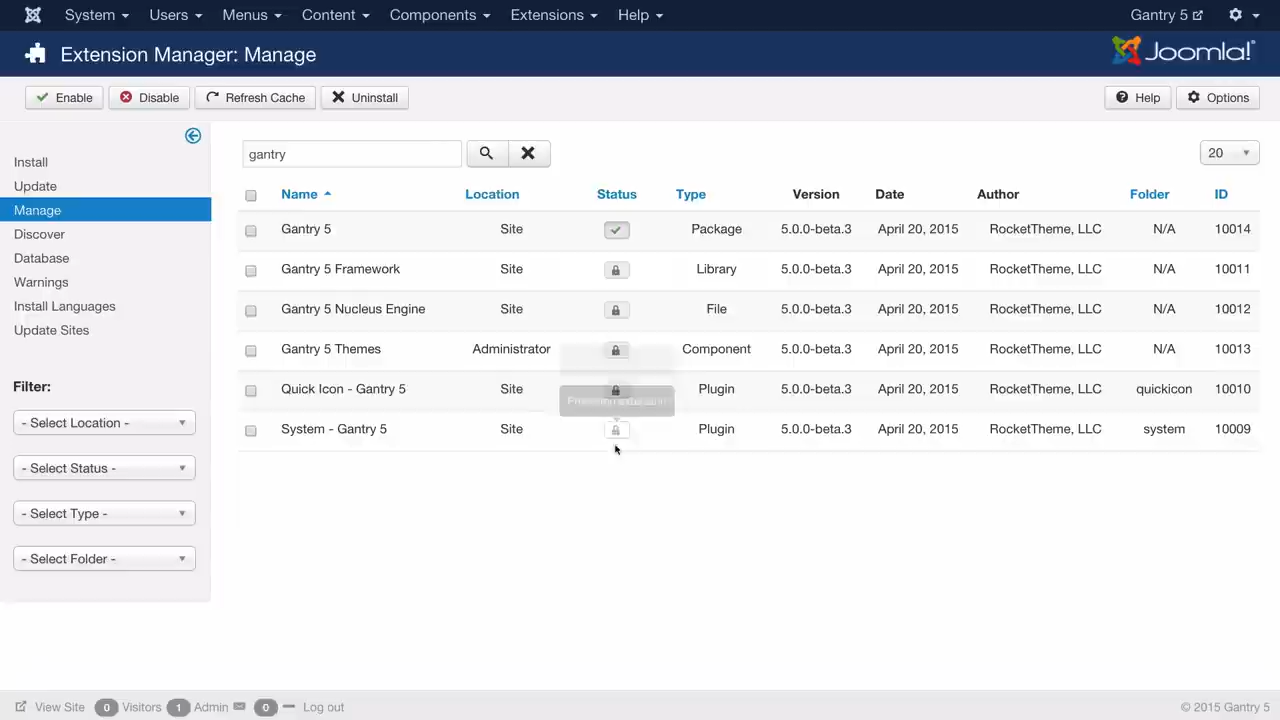 System Users Menus Content Components Extensions Help Gantry 5
Extension Manager: Manage Joomla!
Enable Disable Refresh Cache Uninstall Help Options
gantry 20
Install
Update
Manage
Discover
Database
Warnings
Install Languages
Update Sites
Filter:
- Select Location -
- Select Status -
- Select Type -
- Select Folder -
Name Location Status Type Version Date Author Folder ID
Gantry 5 Site Package 5.0.0-beta.3 April 20, 2015 RocketTheme, LLC N/A 10014
Gantry 5 Framework Site Library 5.0.0-beta.3 April 20, 2015 RocketTheme, LLC N/A 10011
Gantry 5 Nucleus Engine Site File 5.0.0-beta.3 April 20, 2015 RocketTheme, LLC N/A 10012
Gantry 5 Themes Administrator Component 5.0.0-beta.3 April 20, 2015 RocketTheme, LLC N/A 10013
Quick Icon - Gantry 5 Site Plugin 5.0.0-beta.3 April 20, 2015 RocketTheme, LLC quickicon 10010
System - Gantry 5 Site Plugin 5.0.0-beta.3 April 20, 2015 RocketTheme, LLC system 10009
View Site 0 Visitors 1 Admin 0 Log out © 2015 Gantry 5